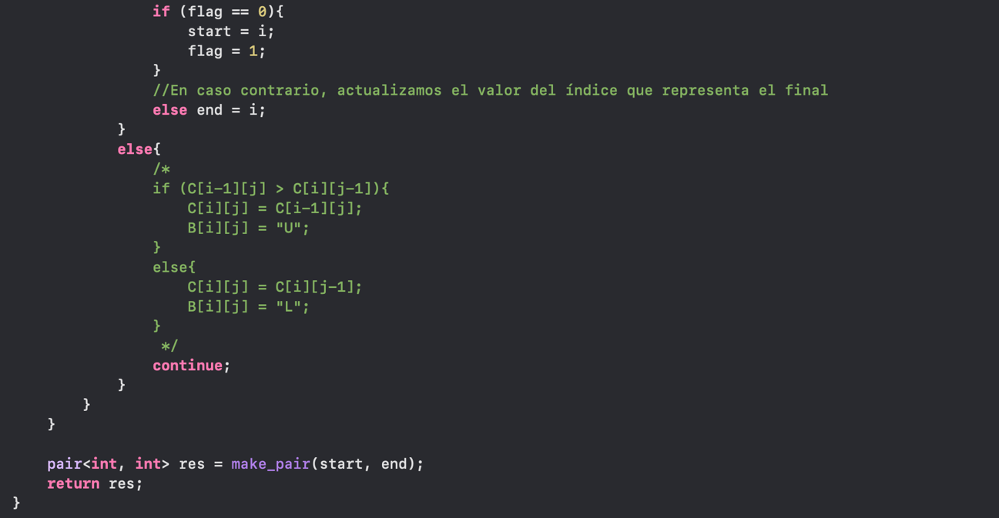 if (flag == 0){
start = i;
flag = 1;
}
//En caso contrario, actualizamos el valor del índice que representa el final
else end = i;
}
else{
/*
if (C[i-1][j] > C[i][j-1]){
C[i][j] = C[i-1][j];
B[i][j] = "U";
}
else{
C[i][j] = C[i][j-1];
B[i][j] = "L";
}
*/
continue;
}
}
}
pair<int, int> res = make_pair(start, end);
return res;
}